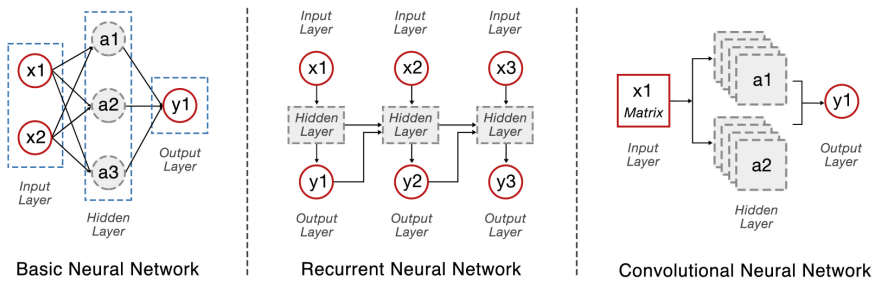 x1
x2
Input
Layer
a1
a2
a3
Hidden
Layer
y1
Output
Layer
Basic Neural Network
Input
Layer
Input
Layer
Input
Layer
x1
x2
x3
Hidden
Layer
Hidden
Layer
Hidden
Layer
y1
y2
y3
Output
Layer
Output
Layer
Output
Layer
Recurrent Neural Network
x1
Matrix
Input
Layer
a1
a2
Hidden
Layer
y1
Output
Layer
Convolutional Neural Network